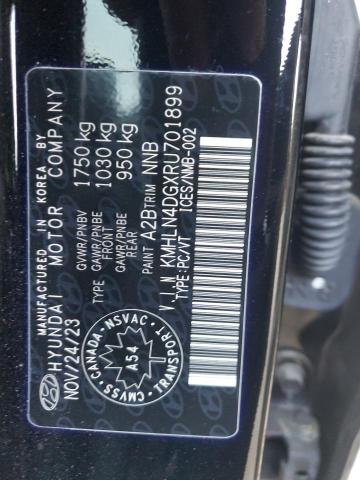 MANUFACTURED IN KOREA BY
HYUNDAI MOTOR COMPANY
NOV/24/23
GVWR/PNBV 1750 kg
GAWR/PNBE FRONT 1030 kg
GAWR/PNBE REAR 950 kg
PAINT A2B TRIM NNB
V.I.N KMHLN4DGXRU701899
TYPE:PC/VT ICES/NMB-002
CANADA-NSVAC
A54
CMVSS TRANSPORT